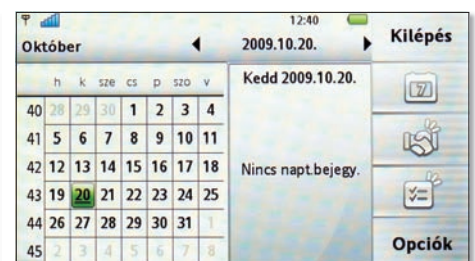 12:40
Október
2009.10.20.
Kilépés
h k sze cs p szo v
40 28 29 30 1 2 3 4
41 5 6 7 8 9 10 11
42 12 13 14 15 16 17 18
43 19 20 21 22 23 24 25
44 26 27 28 29 30 31 1
45 2 3 4 5 6 7 8
Kedd 2009.10.20.
Nincs napt.bejegy.
7
Opciók